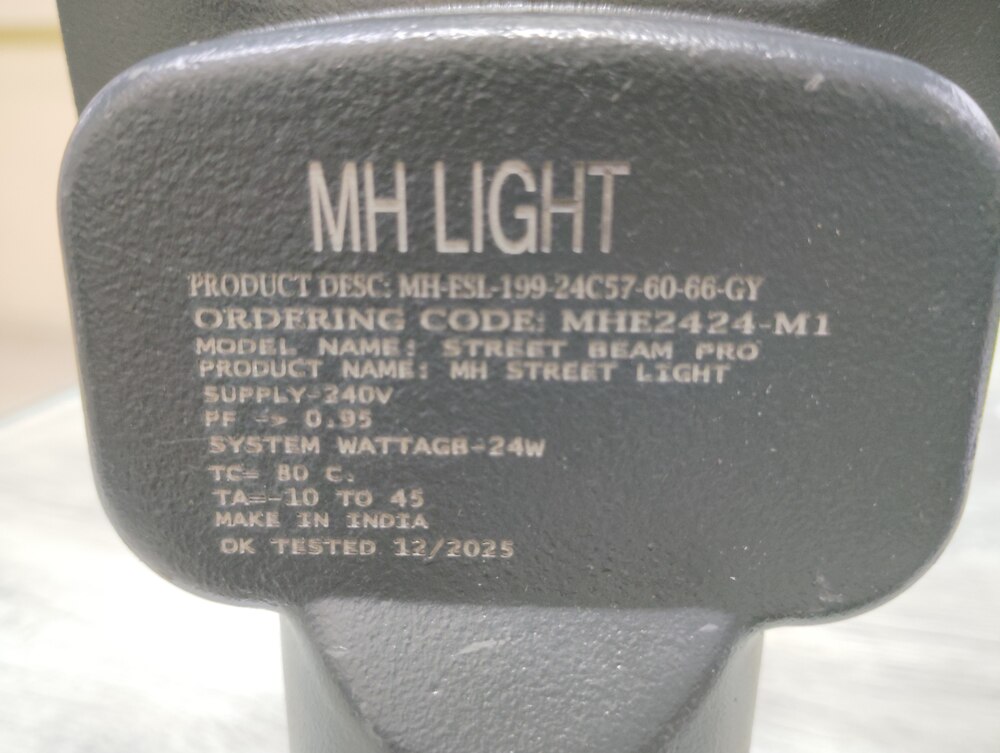 MH LIGHT
PRODUCT DESC: MH-ESL-199-24C57-60-66-GY
ORDERING CODE: MHE2424-M1
MODEL NAME: STREET BEAM PRO
PRODUCT NAME: MH STREET LIGHT
SUPPLY-240V
PF -> 0.95
SYSTEM WATTAGE-24W
TC= 80 C.
TA=-10 TO 45
MAKE IN INDIA
OK TESTED 12/2025